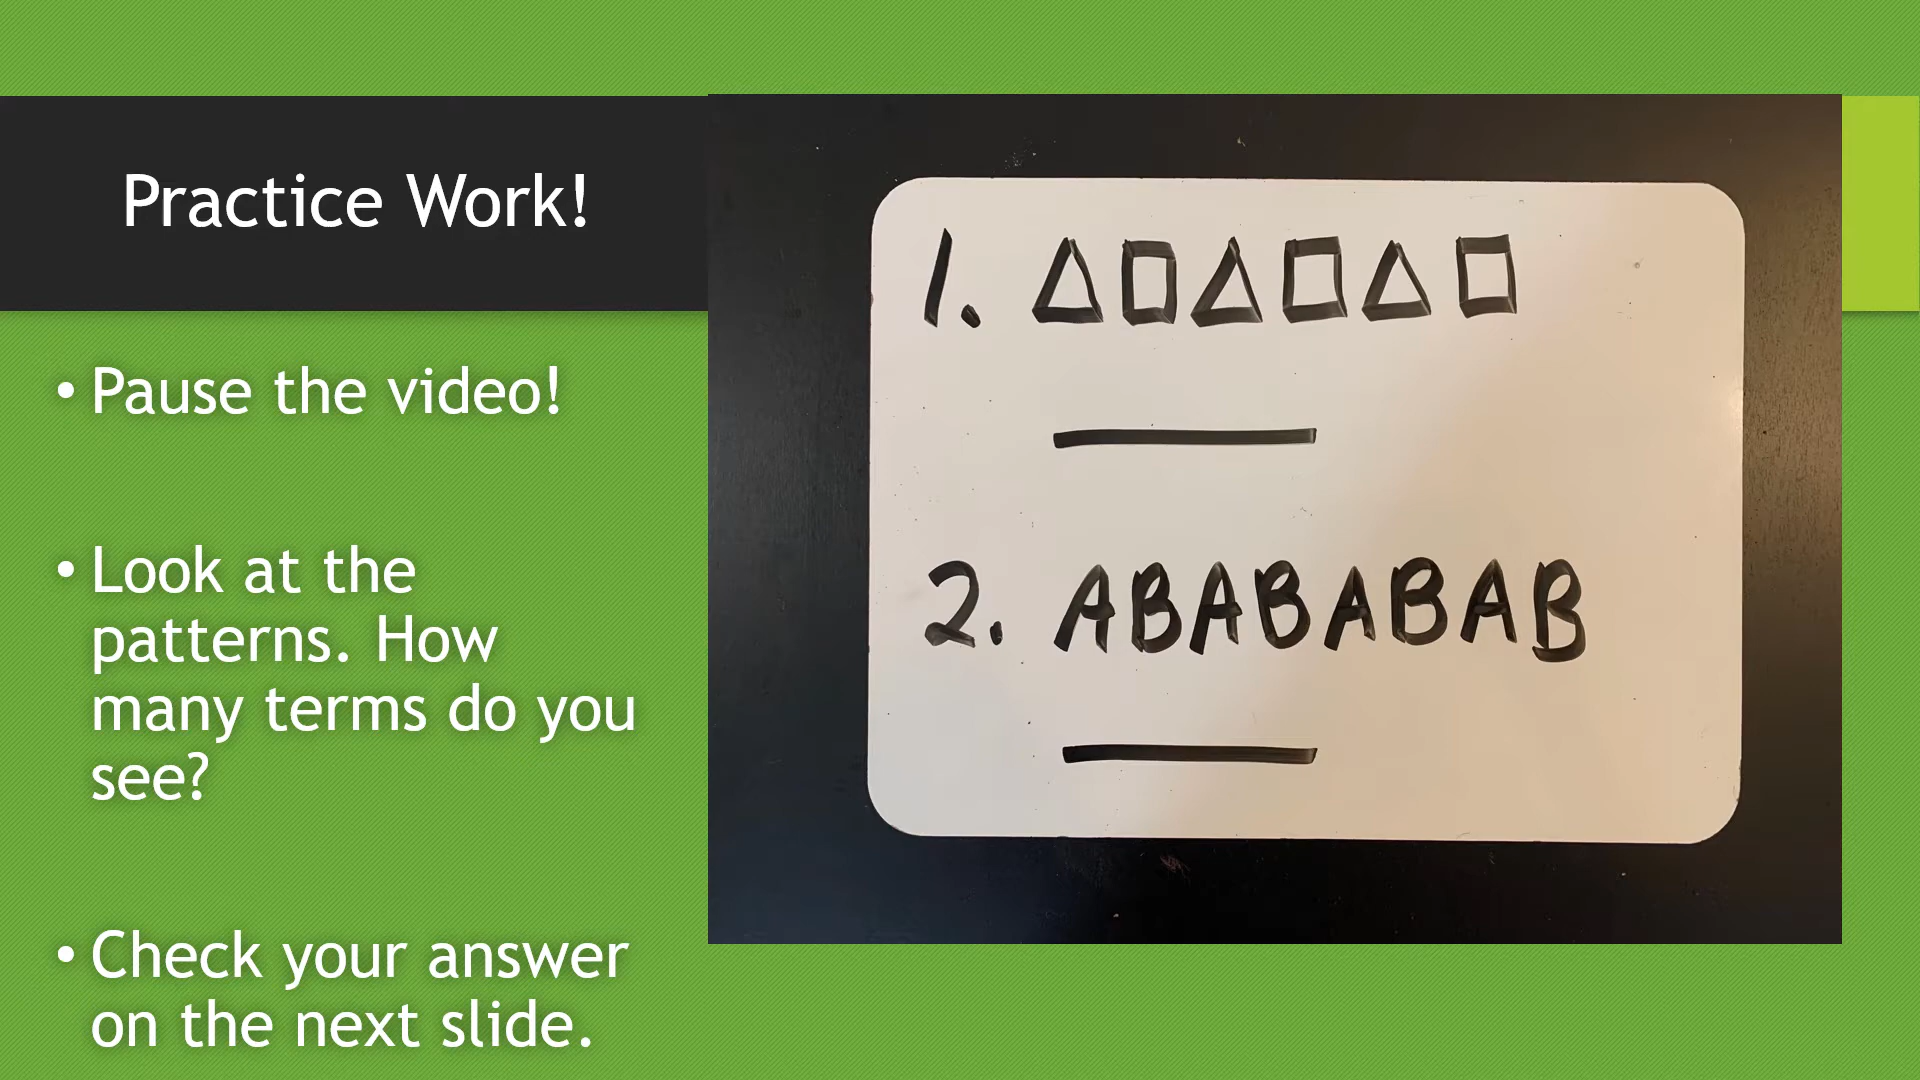 Practice Work!
• Pause the video!
• Look at the
patterns. How
many terms do you
see?
• Check your answer
on the next slide.
1. △□△□△□
2. ABABABAB